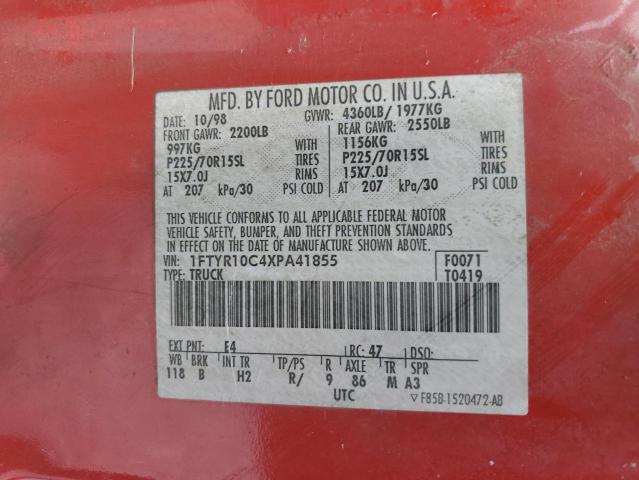 MFD. BY FORD MOTOR CO. IN U.S.A.
DATE: 10/98 GVWR: 4360LB/ 1977KG
FRONT GAWR: 2200LB REAR GAWR: 2550LB
997KG WITH 1156KG WITH
P225/70R15SL TIRES P225/70R15SL TIRES
15X7.0J RIMS 15X7.0J RIMS
AT 207 kPa/30 PSI COLD AT 207 kPa/30 PSI COLD
THIS VEHICLE CONFORMS TO ALL APPLICABLE FEDERAL MOTOR
VEHICLE SAFETY, BUMPER, AND THEFT PREVENTION STANDARDS
IN EFFECT ON THE DATE OF MANUFACTURE SHOWN ABOVE.
VIN: 1FTYR10C4XPA41855 F0071
TYPE: TRUCK T0419
EXT PNT: E4 RC: 47 DSO:
WB BRK INT TR TP/PS R AXLE TR SPR
118 B H2 R/ 9 86 M A3
UTC ▽ F85B-1520472-AB